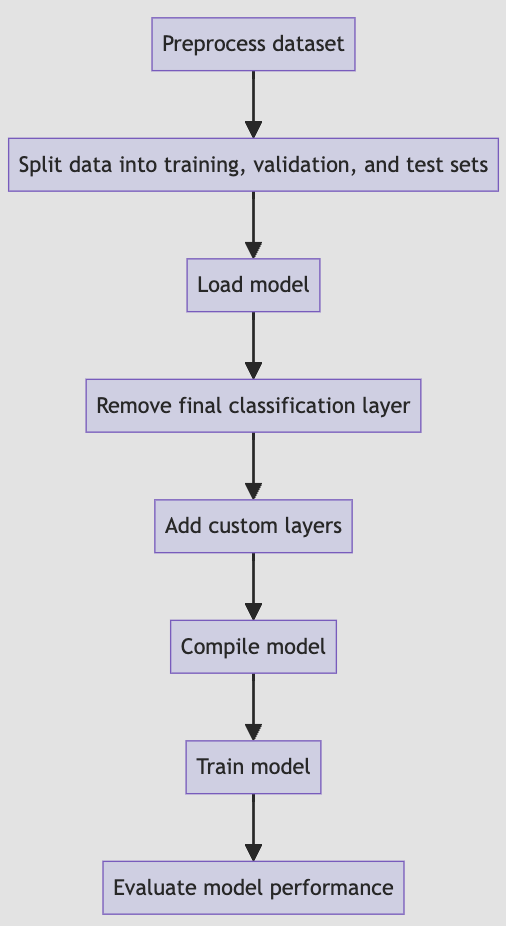 Preprocess dataset
Split data into training, validation, and test sets
Load model
Remove final classification layer
Add custom layers
Compile model
Train model
Evaluate model performance